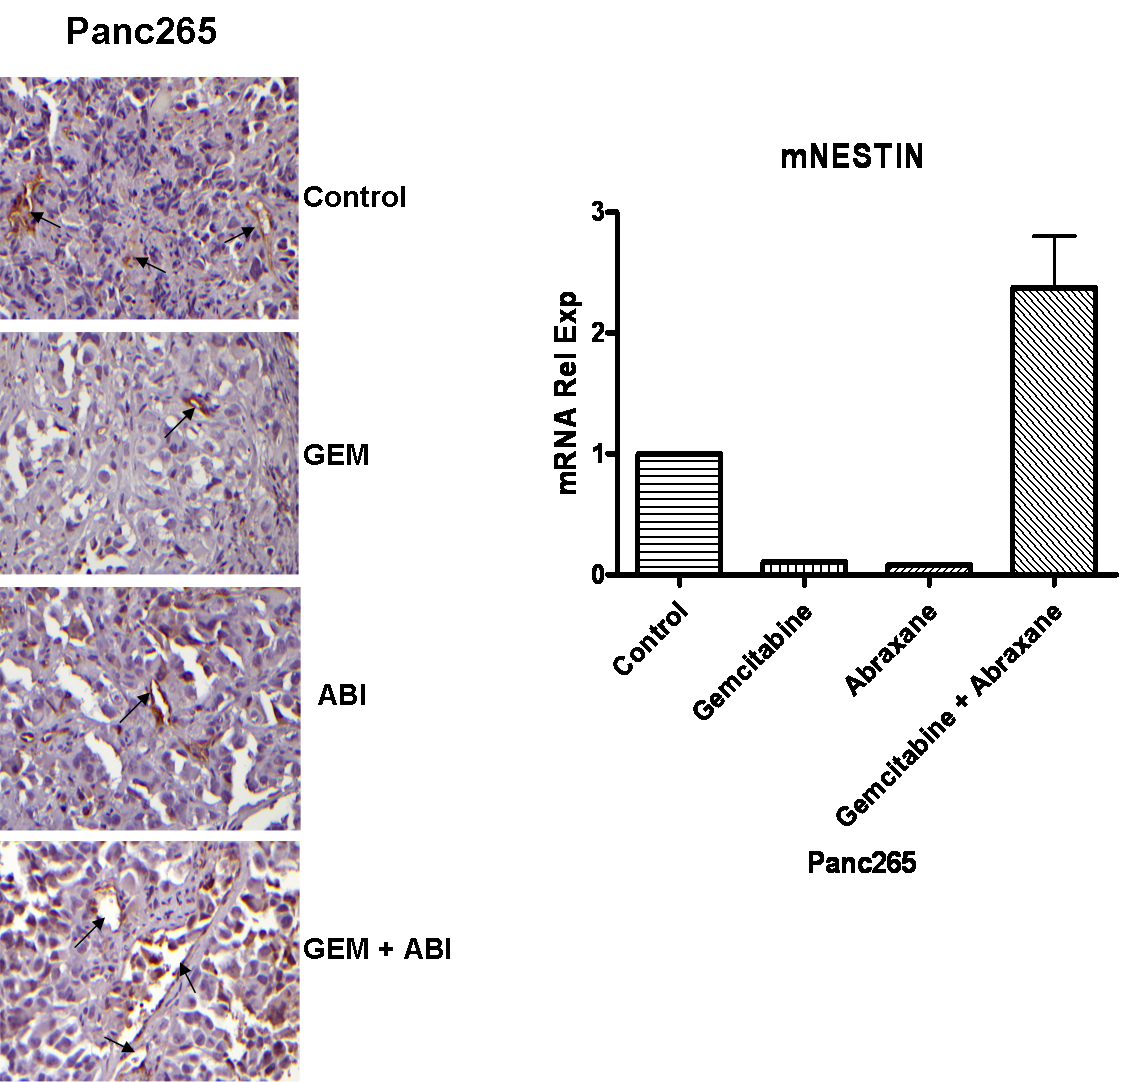 Panc265
Control
GEM
ABI
GEM + ABI
mNESTIN
mRNA Rel Exp
3
2
1
0
Control
Gemcitabine
Abraxane
Gemcitabine + Abraxane
Panc265